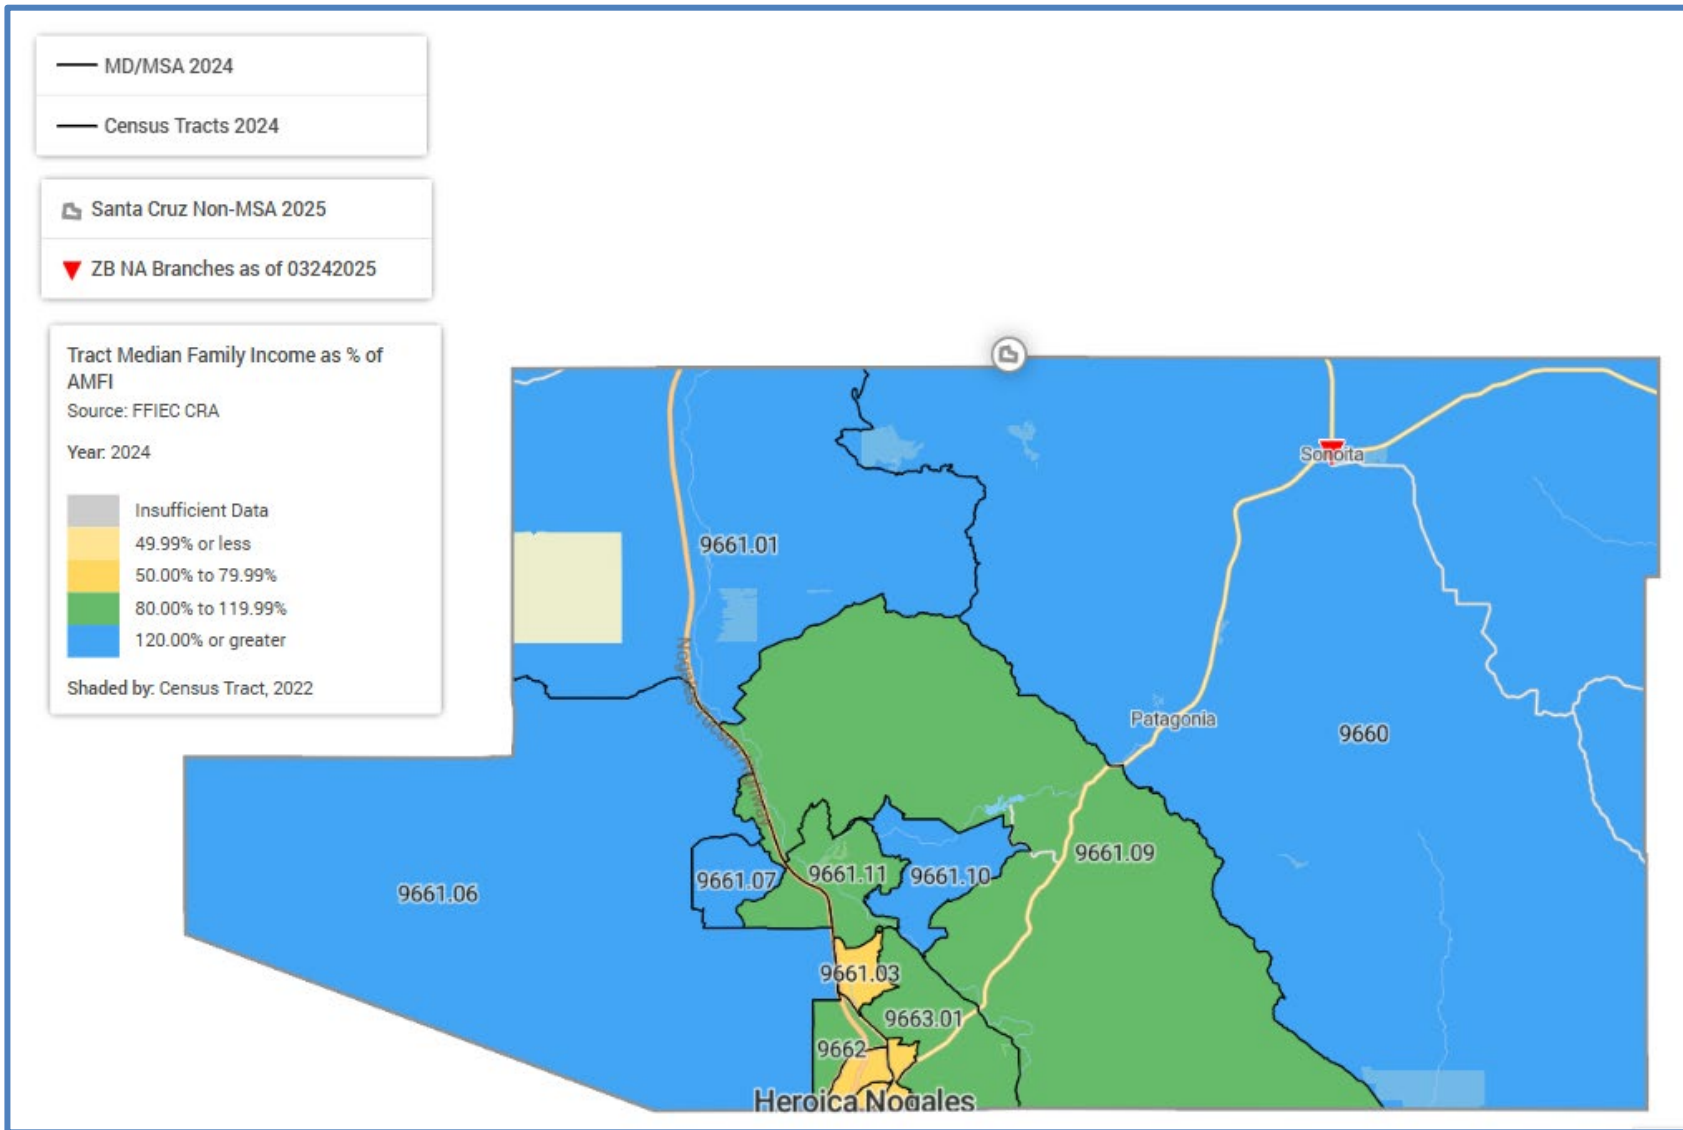 MD/MSA 2024
Census Tracts 2024
Santa Cruz Non-MSA 2025
ZB NA Branches as of 03242025
Tract Median Family Income as % of
AMFI
Source: FFIEC CRA
Year: 2024
Insufficient Data
49.99% or less
50.00% to 79.99%
80.00% to 119.99%
120.00% or greater
Shaded by: Census Tract, 2022
Sonoita
9661.01
Patagonia
9660
9661.09
9661.11
9661.10
9661.07
9661.06
9661.03
9663.01
9662
Heroica Nogales